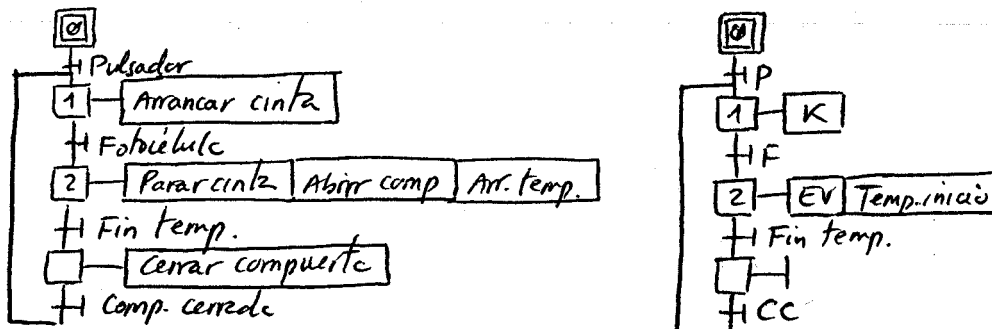 0
Pulsador
1 Arrancar cinta
Fotocélula
2 Parar cinta Abrir comp Arr. temp.
Fin temp.
Cerrar compuerta
Comp. cerrada
0
P
1 K
F
2 EV Temp. inicio
Fin temp.
CC